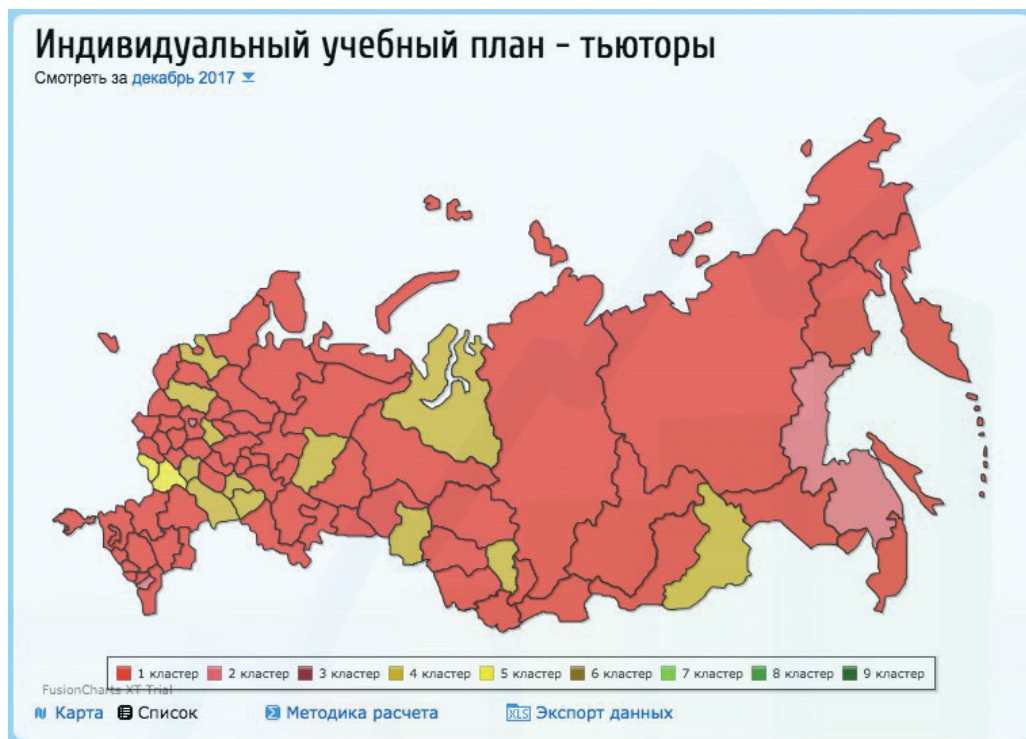 Индивидуальный учебный план - тьюторы
Смотреть за декабрь 2017
1 кластер 2 кластер 3 кластер 4 кластер 5 кластер 6 кластер 7 кластер 8 кластер 9 кластер
FusionCharts XT Trial
Карта Список Методика расчета XLS Экспорт данных